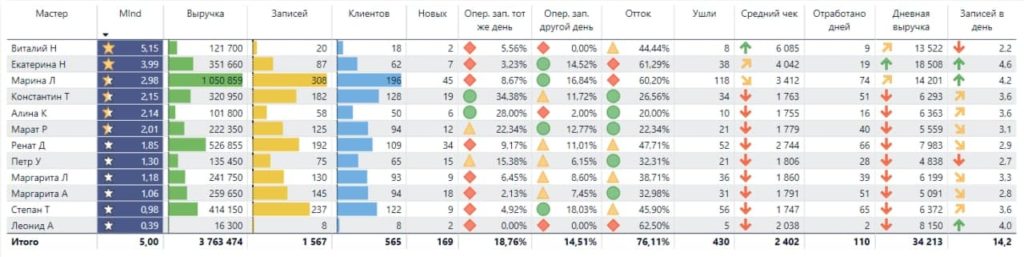 Мастер MInd Выручка Записей Клиентов Новых Опер. зап. тот же день Опер. зап. другой день Отток Ушли Средний чек Отработано дней Дневная выручка Записей в день
Виталий Н 5,15 121 700 20 18 2 5.56% 0.00% 44.44% 8 6 085 9 13 522 2.2
Екатерина Н 3,99 351 660 87 62 7 3.23% 14.52% 61.29% 38 4 042 19 18 508 4.6
Марина Л 2,98 1 050 859 308 196 45 8.67% 16.84% 60.20% 118 3 412 74 14 201 4.2
Константин Т 2,15 320 950 182 128 19 34.38% 11.72% 26.56% 34 1 763 51 6 293 3.6
Алина К 2,14 101 800 58 50 6 28.00% 2.00% 20.00% 10 1 755 16 6 363 3.6
Марат Р 2,01 222 350 125 94 12 22.34% 12.77% 22.34% 21 1 779 40 5 559 3.1
Ренат Д 1,85 526 855 192 109 34 9.17% 11.01% 47.71% 52 2 744 66 7 983 2.9
Петр У 1,30 135 450 75 65 15 15.38% 6.15% 32.31% 21 1 806 28 4 838 2.7
Маргарита Л 1,18 241 750 130 93 9 6.45% 8.60% 38.71% 36 1 860 39 6 199 3.3
Маргарита А 1,06 259 650 145 94 18 2.13% 7.45% 32.98% 31 1 791 51 5 091 2.8
Степан Т 0,98 414 150 237 122 9 4.92% 18.03% 45.90% 56 1 747 65 6 372 3.6
Леонид А 0,39 16 300 8 8 2 0.00% 0.00% 62.50% 5 2 038 2 8 150 4.0
Итого 5,00 3 763 474 1 567 565 169 18,76% 14,51% 76,11% 430 2 402 110 34 213 14,2